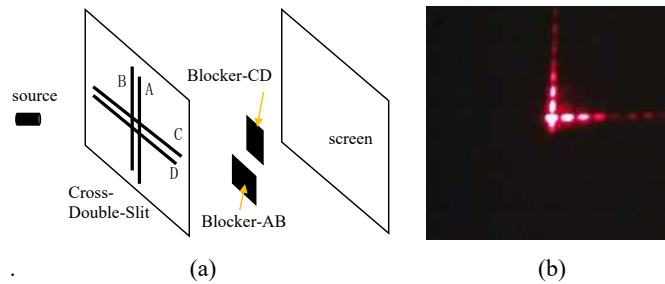 source
B
A
C
D
Cross-
Double-Slit
Blocker-CD
Blocker-AB
screen
. (a) (b)